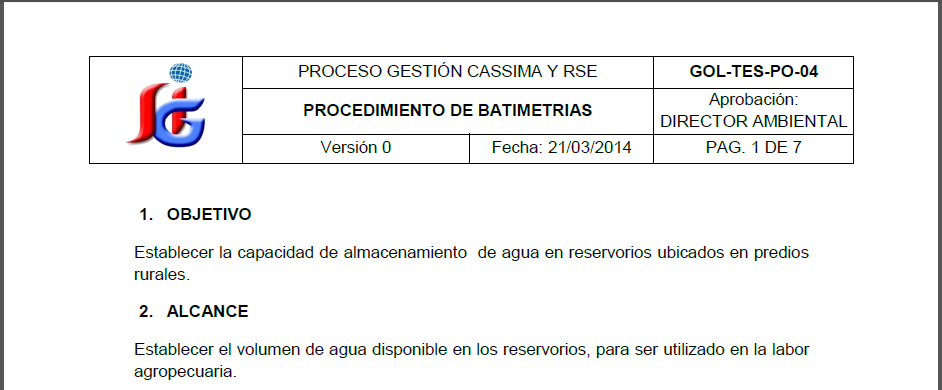 PROCESO GESTIÓN CASSIMA Y RSE
GOL-TES-PO-04
PROCEDIMIENTO DE BATIMETRIAS
Aprobación:
DIRECTOR AMBIENTAL
Versión 0
Fecha: 21/03/2014
PAG. 1 DE 7
1. OBJETIVO
Establecer la capacidad de almacenamiento de agua en reservorios ubicados en predios
rurales.
2. ALCANCE
Establecer el volumen de agua disponible en los reservorios, para ser utilizado en la labor
agropecuaria.